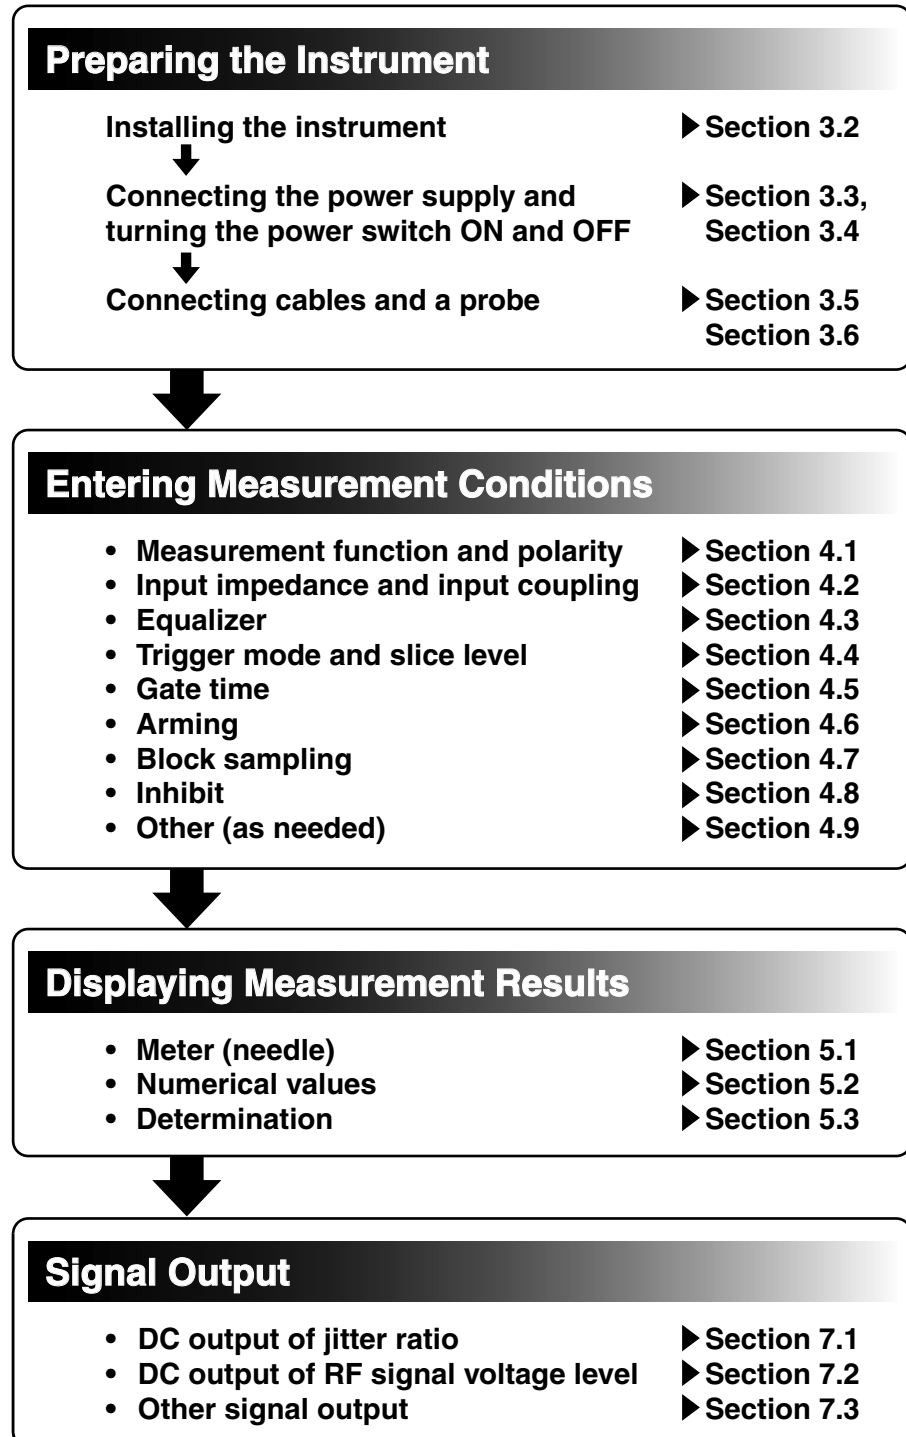 Preparing the Instrument
Installing the instrument Section 3.2
Connecting the power supply and Section 3.3,
turning the power switch ON and OFF Section 3.4
Connecting cables and a probe Section 3.5
Section 3.6
Entering Measurement Conditions
• Measurement function and polarity Section 4.1
• Input impedance and input coupling Section 4.2
• Equalizer Section 4.3
• Trigger mode and slice level Section 4.4
• Gate time Section 4.5
• Arming Section 4.6
• Block sampling Section 4.7
• Inhibit Section 4.8
• Other (as needed) Section 4.9
Displaying Measurement Results
• Meter (needle) Section 5.1
• Numerical values Section 5.2
• Determination Section 5.3
Signal Output
• DC output of jitter ratio Section 7.1
• DC output of RF signal voltage level Section 7.2
• Other signal output Section 7.3